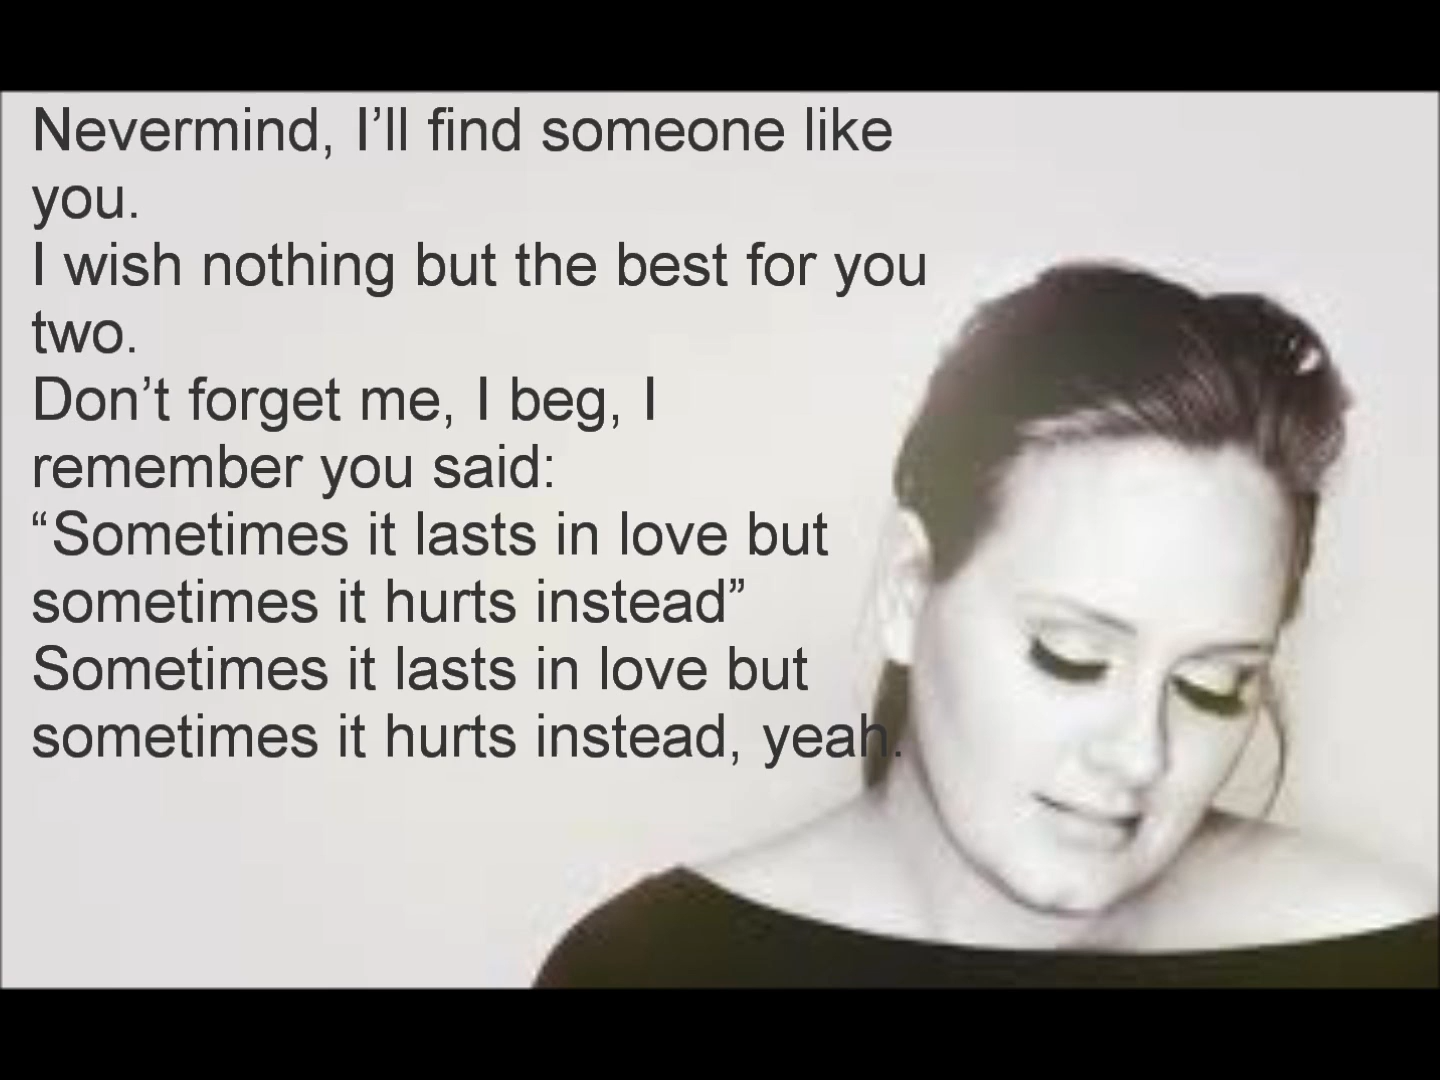 Nevermind, I’ll find someone like
you.
I wish nothing but the best for you
two.
Don’t forget me, I beg, I
remember you said:
“Sometimes it lasts in love but
sometimes it hurts instead”
Sometimes it lasts in love but
sometimes it hurts instead, yeah.